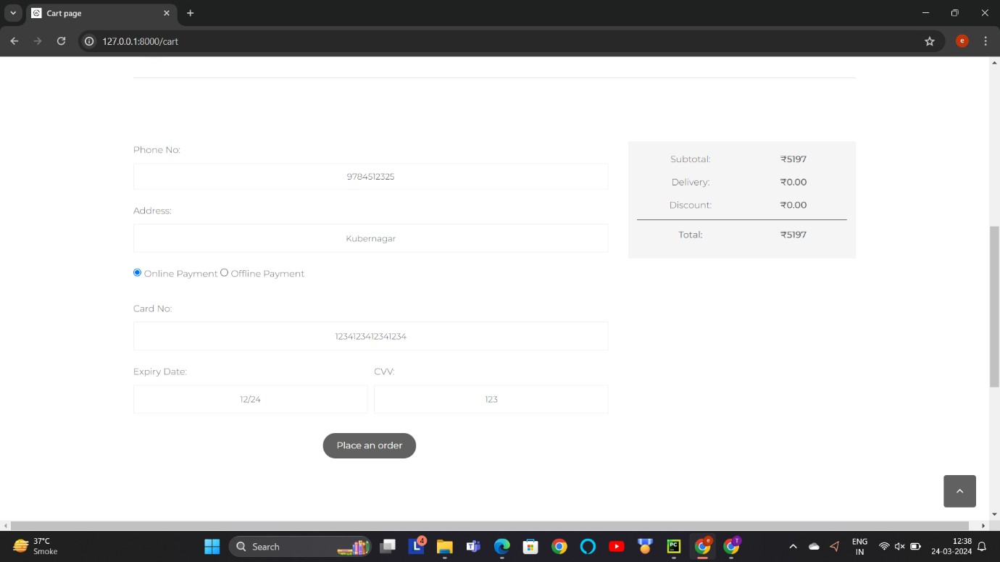 Cart page
127.0.0.1:8000/cart
e
Phone No:
9784512325
Address:
Kubernagar
Online Payment Offline Payment
Card No:
1234123412341234
Expiry Date: CVV:
12/24 123
Place an order
Subtotal: ₹5197
Delivery: ₹0.00
Discount: ₹0.00
Total: ₹5197
37°C
Smoke
Search
L 4
PC
e
T
ENG
IN
12:38
24-03-2024